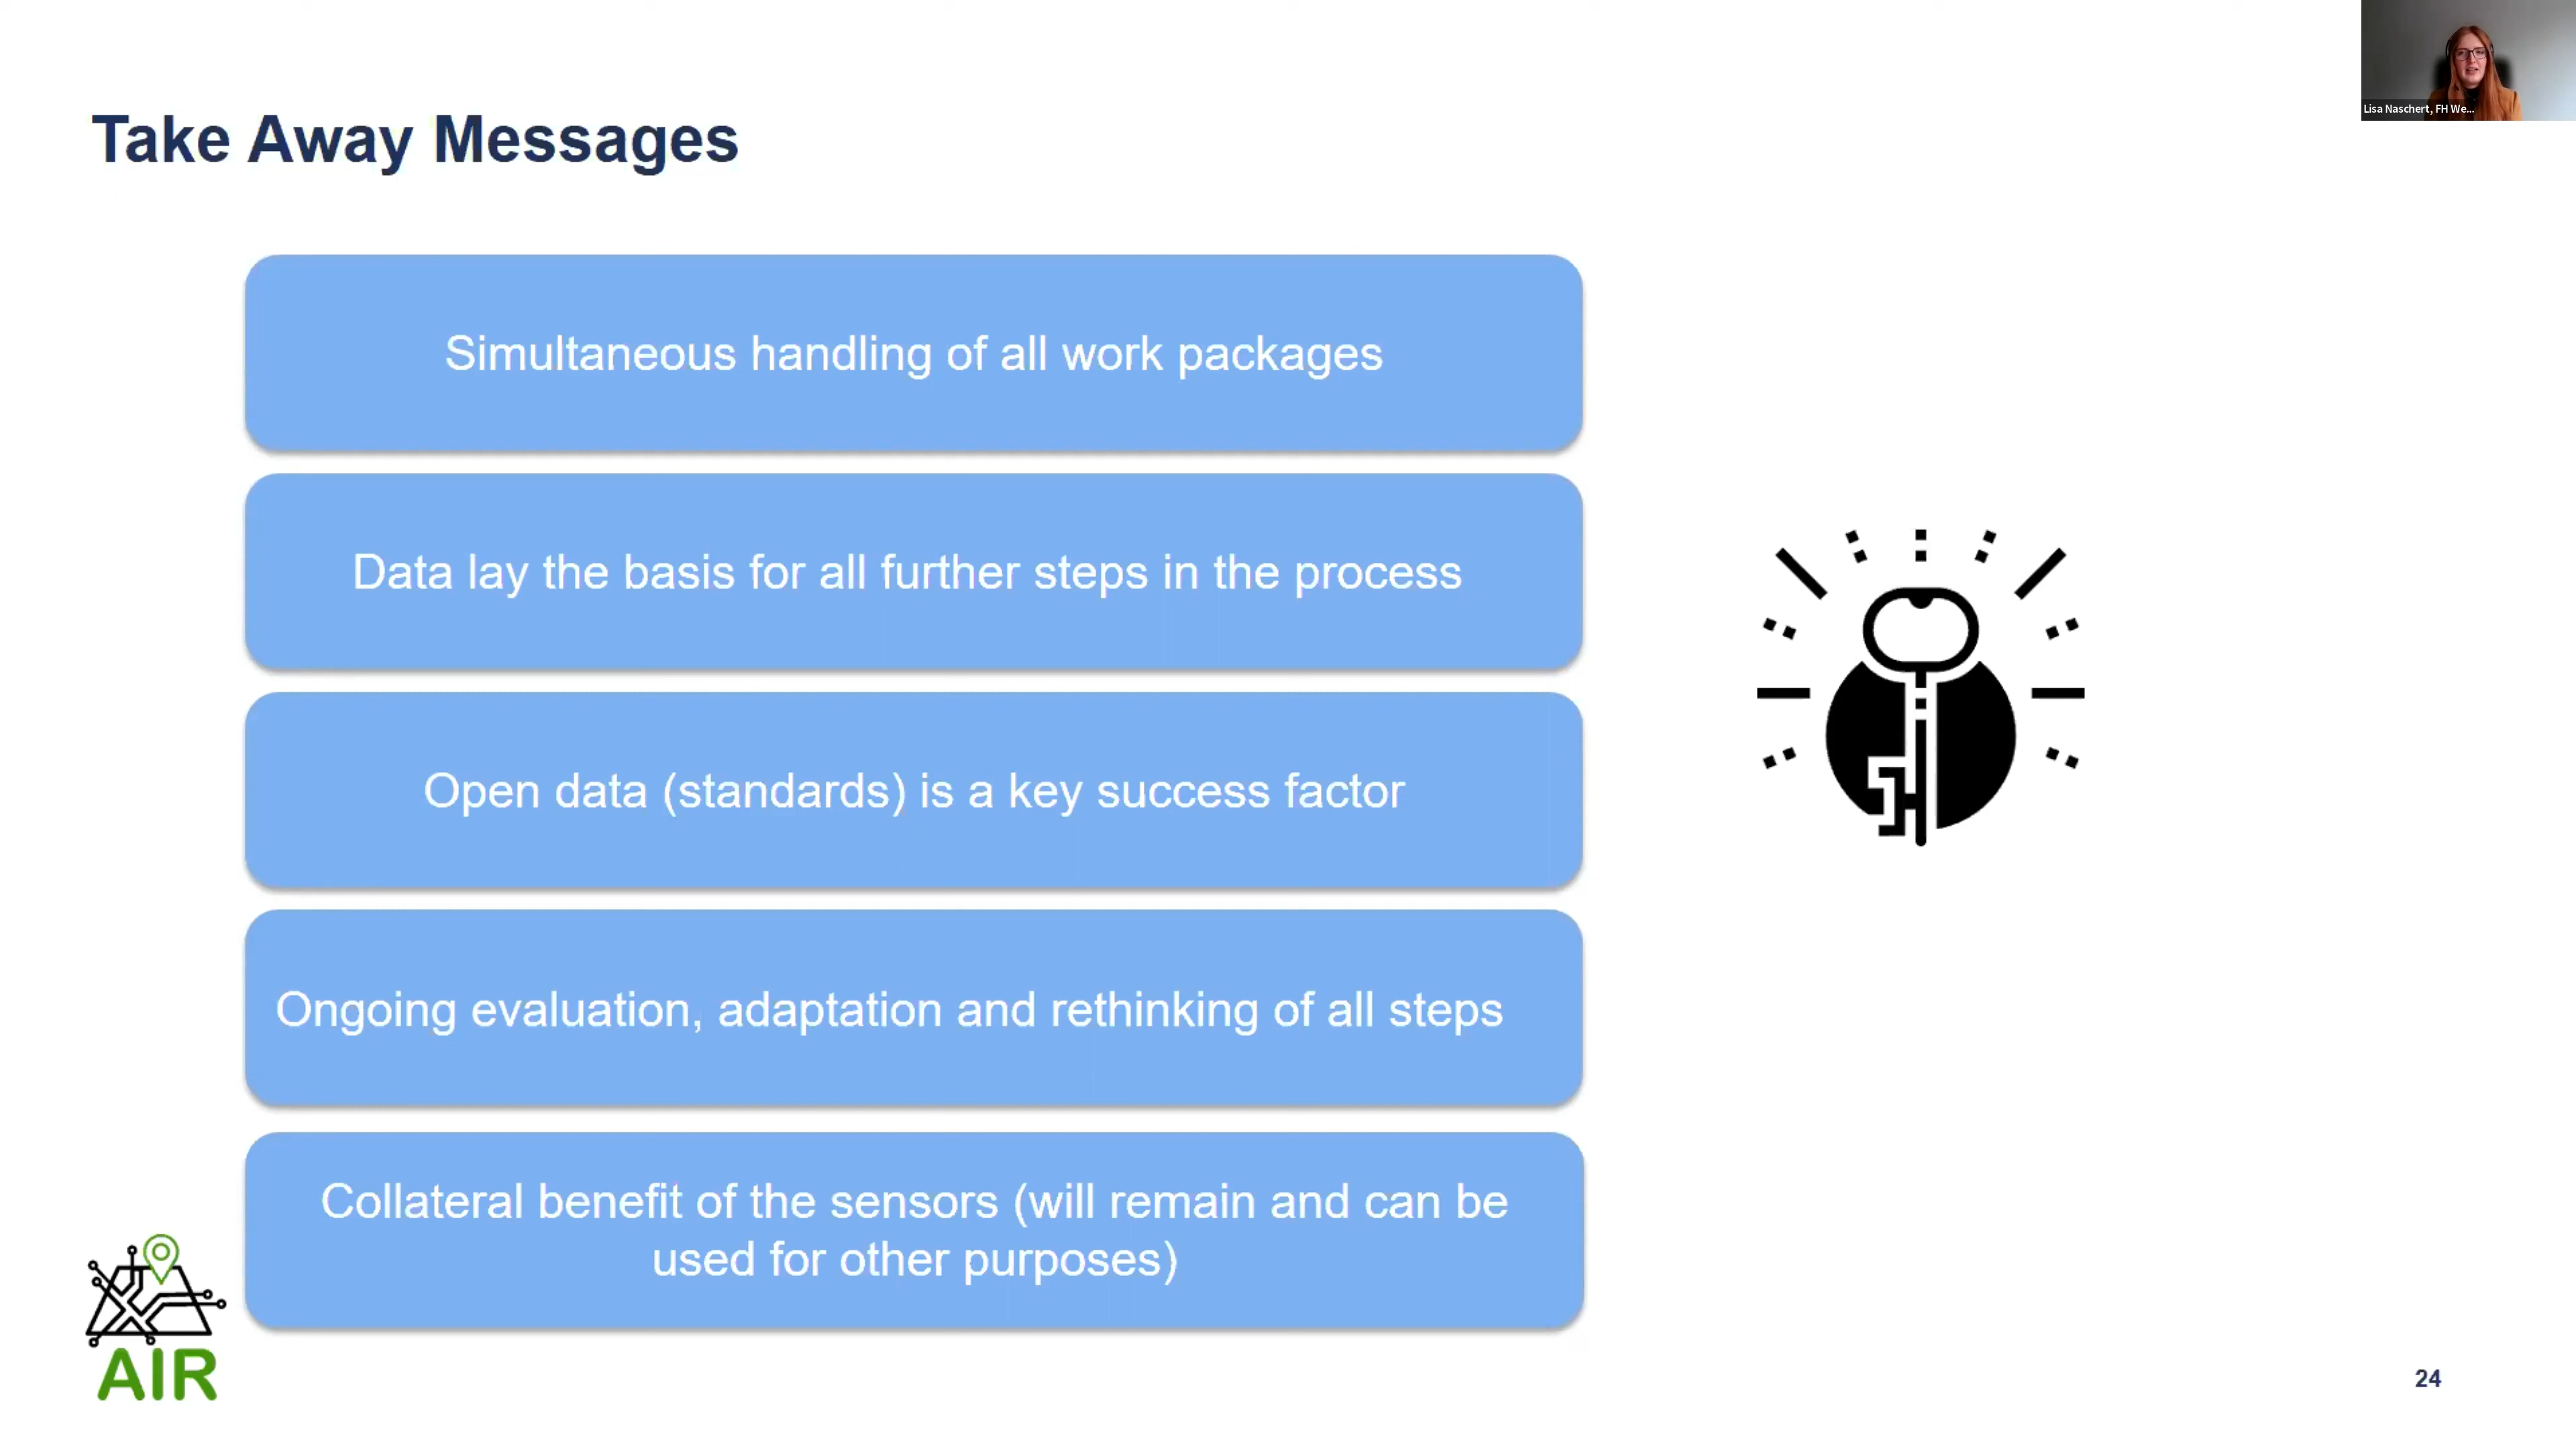 Lisa Naschert, FH We...
Take Away Messages
Simultaneous handling of all work packages
Data lay the basis for all further steps in the process
Open data (standards) is a key success factor
Ongoing evaluation, adaptation and rethinking of all steps
Collateral benefit of the sensors (will remain and can be
used for other purposes)
AIR
24